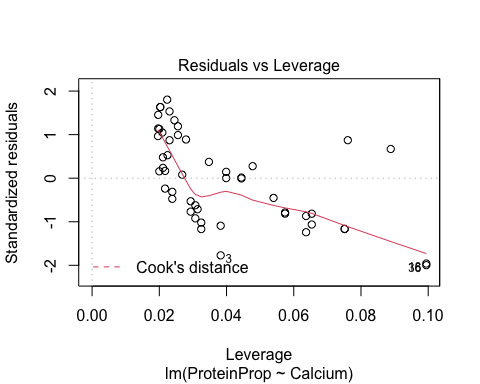 Residuals vs Leverage
Standardized residuals
2
1
0
-1
-2
3
Cook's distance
0.00 0.02 0.04 0.06 0.08 0.10
Leverage
lm(ProteinProp ~ Calcium)